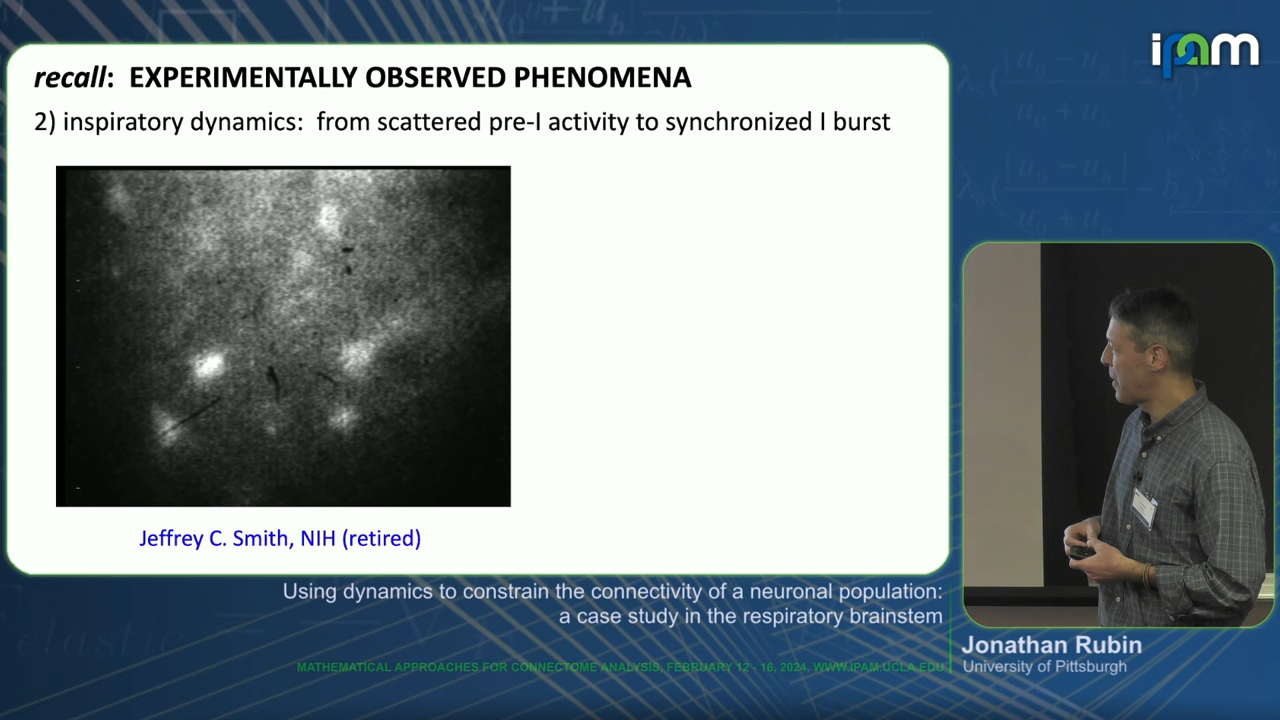 recall: EXPERIMENTALLY OBSERVED PHENOMENA
2) inspiratory dynamics: from scattered pre-I activity to synchronized I burst
Jeffrey C. Smith, NIH (retired)
ipam
Using dynamics to constrain the connectivity of a neuronal population:
a case study in the respiratory brainstem
MATHEMATICAL APPROACHES FOR CONNECTOME ANALYSIS, FEBRUARY 12 - 16, 2024, WWW.IPAM.UCLA.EDU
Jonathan Rubin
University of Pittsburgh
elastic